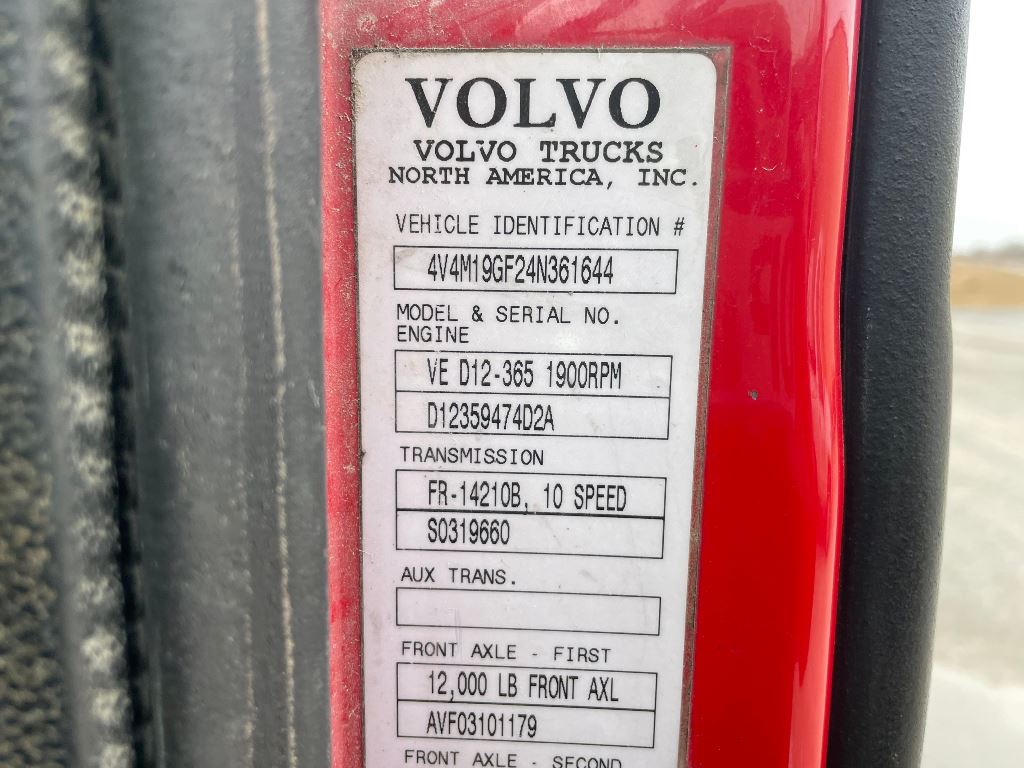 VOLVO
VOLVO TRUCKS
NORTH AMERICA, INC.
VEHICLE IDENTIFICATION #
4V4M19GF24N361644
MODEL & SERIAL NO.
ENGINE
VE D12-365 1900RPM
D12359474D2A
TRANSMISSION
FR-14210B, 10 SPEED
S0319660
AUX TRANS.
FRONT AXLE - FIRST
12,000 LB FRONT AXL
AVF03101179
FRONT AXLE - SECOND